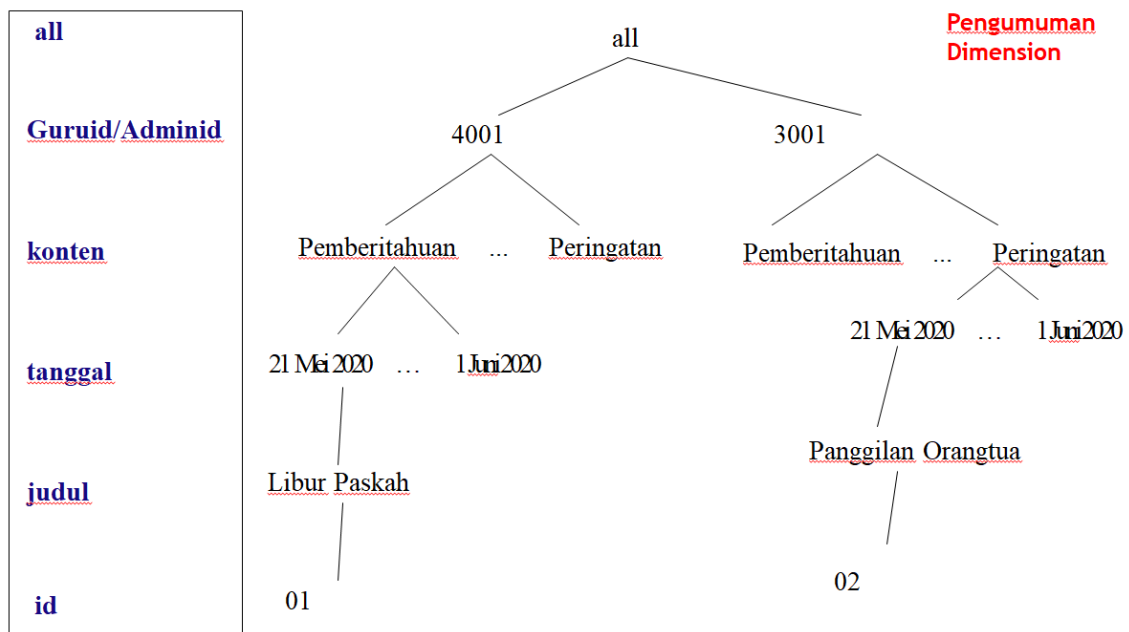 all
all
Pengumuman
Dimension
Guruid/Adminid
4001
3001
konten
Pemberitahuan ... Peringatan
Pemberitahuan ... Peringatan
21 Mei 2020 ... 1 Juni 2020
tanggal
21 Mei 2020 ... 1 Juni 2020
Panggilan Orangtua
judul
Libur Paskah
02
id
01